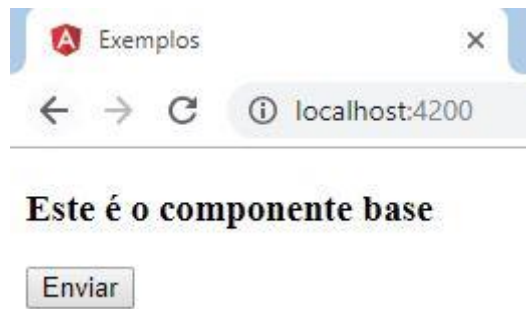 Exemplos
localhost:4200
Este é o componente base
Enviar